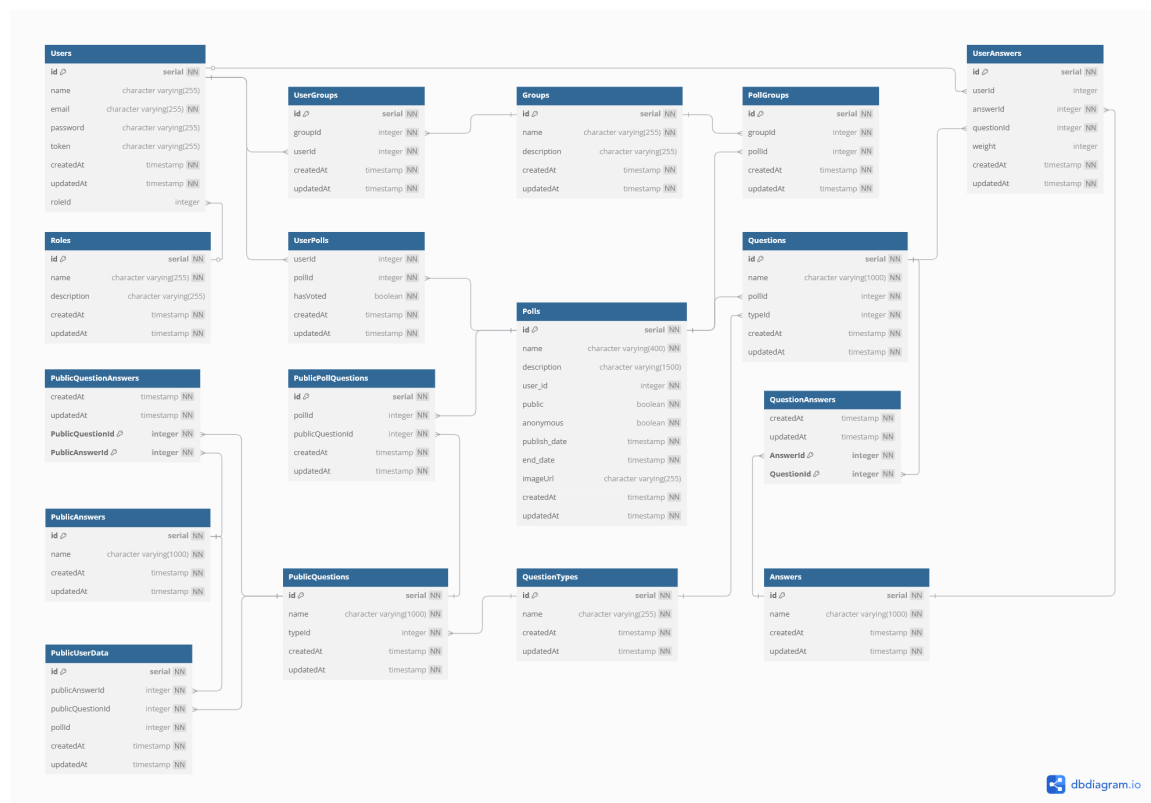 Users
id serial NN
name character varying(255)
email character varying(255) NN
password character varying(255)
token character varying(255)
createdAt timestamp NN
updatedAt timestamp NN
roleId integer
Roles
id serial NN
name character varying(255) NN
description character varying(255)
createdAt timestamp NN
updatedAt timestamp NN
PublicQuestionAnswers
createdAt timestamp NN
updatedAt timestamp NN
PublicQuestionId integer NN
PublicAnswerId integer NN
PublicAnswers
id serial NN
name character varying(1000) NN
createdAt timestamp NN
updatedAt timestamp NN
PublicUserData
id serial NN
publicAnswerId integer NN
publicQuestionId integer NN
pollId integer NN
createdAt timestamp NN
updatedAt timestamp NN
UserGroups
id serial NN
groupId integer NN
userId integer NN
createdAt timestamp NN
updatedAt timestamp NN
UserPolls
userId integer NN
pollId integer NN
hasVoted boolean NN
createdAt timestamp NN
updatedAt timestamp NN
PublicPollQuestions
id serial NN
pollId integer NN
publicQuestionId integer NN
createdAt timestamp NN
updatedAt timestamp NN
PublicQuestions
id serial NN
name character varying(1000) NN
typeId integer NN
createdAt timestamp NN
updatedAt timestamp NN
Groups
id serial NN
name character varying(255) NN
description character varying(255)
createdAt timestamp NN
updatedAt timestamp NN
Polls
id serial NN
name character varying(400) NN
description character varying(1500)
user_id integer NN
public boolean NN
anonymous boolean NN
publish_date timestamp NN
end_date timestamp NN
imageUrl character varying(255)
createdAt timestamp NN
updatedAt timestamp NN
QuestionTypes
id serial NN
name character varying(255) NN
createdAt timestamp NN
updatedAt timestamp NN
PollGroups
id serial NN
groupId integer NN
pollId integer NN
createdAt timestamp NN
updatedAt timestamp NN
Questions
id serial NN
name character varying(1000) NN
pollId integer NN
typeId integer NN
createdAt timestamp NN
updatedAt timestamp NN
QuestionAnswers
createdAt timestamp NN
updatedAt timestamp NN
AnswerId integer NN
QuestionId integer NN
Answers
id serial NN
name character varying(1000) NN
createdAt timestamp NN
updatedAt timestamp NN
UserAnswers
id serial NN
userId integer
answerId integer NN
questionId integer NN
weight integer
createdAt timestamp NN
updatedAt timestamp NN
dbdiagram.io